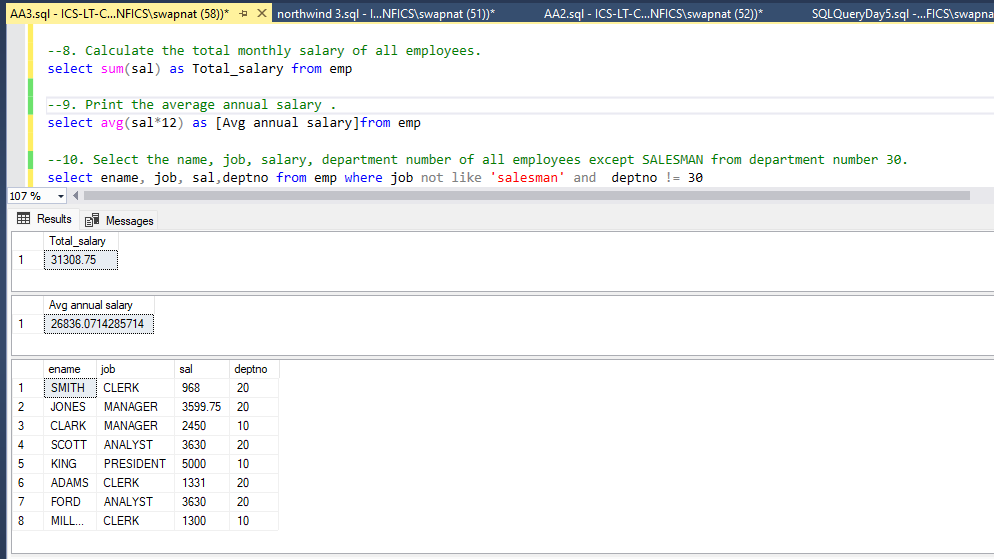 AA3.sql - ICS-LT-C...NFICS\swapnat (58))* northwind 3.sql - I...NFICS\swapnat (51))* AA2.sql - ICS-LT-C...NFICS\swapnat (52))* SQLQueryDay5.sql -...FICS\swapna
--8. Calculate the total monthly salary of all employees.
select sum(sal) as Total_salary from emp
--9. Print the average annual salary .
select avg(sal*12) as [Avg annual salary]from emp
--10. Select the name, job, salary, department number of all employees except SALESMAN from department number 30.
select ename, job, sal,deptno from emp where job not like 'salesman' and  deptno != 30
107 %
Results Messages
Total_salary
1 31308.75
Avg annual salary
1 26836.0714285714
ename job sal deptno
1 SMITH CLERK 968 20
2 JONES MANAGER 3599.75 20
3 CLARK MANAGER 2450 10
4 SCOTT ANALYST 3630 20
5 KING PRESIDENT 5000 10
6 ADAMS CLERK 1331 20
7 FORD ANALYST 3630 20
8 MILL... CLERK 1300 10